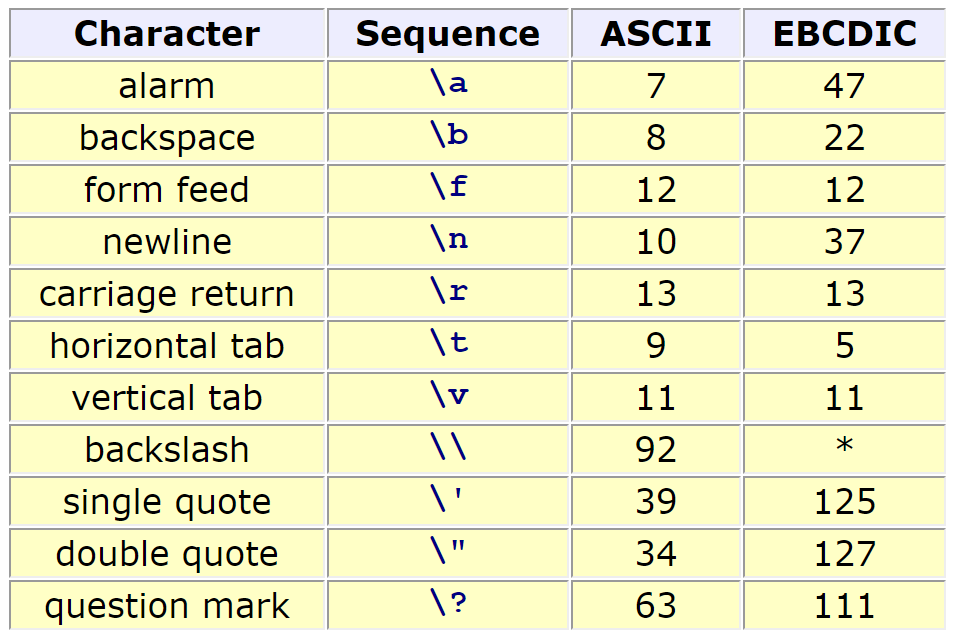 Character Sequence ASCII EBCDIC
alarm \a 7 47
backspace \b 8 22
form feed \f 12 12
newline \n 10 37
carriage return \r 13 13
horizontal tab \t 9 5
vertical tab \v 11 11
backslash \\ 92 *
single quote \' 39 125
double quote \" 34 127
question mark \? 63 111